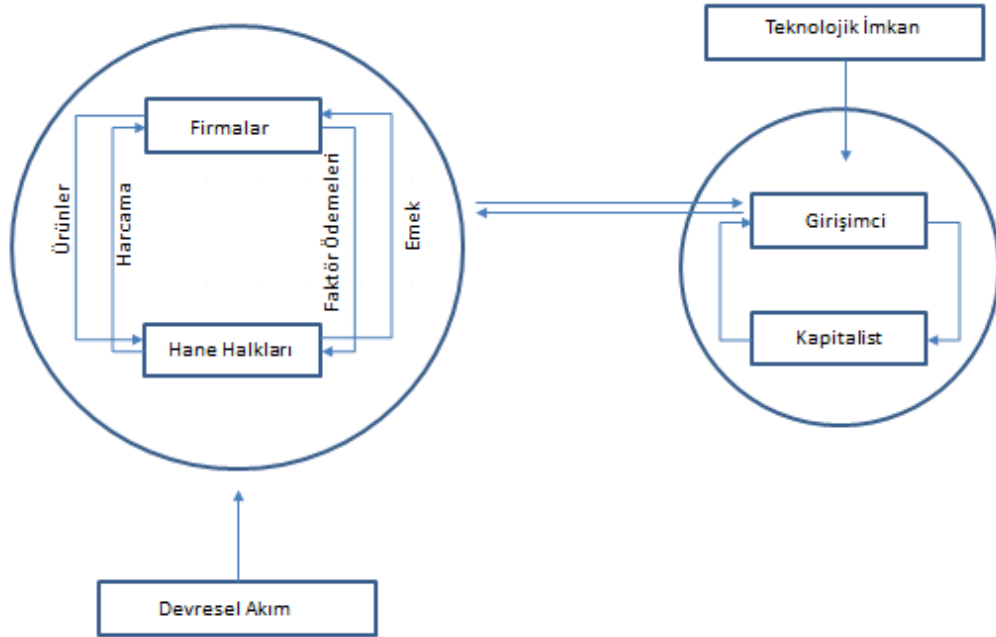 Teknolojik İmkan
Firmalar
Ürünler
Harcama
Faktör Ödemeleri
Emek
Girişimci
Hane Halkları
Kapitalist
Devresel Akım